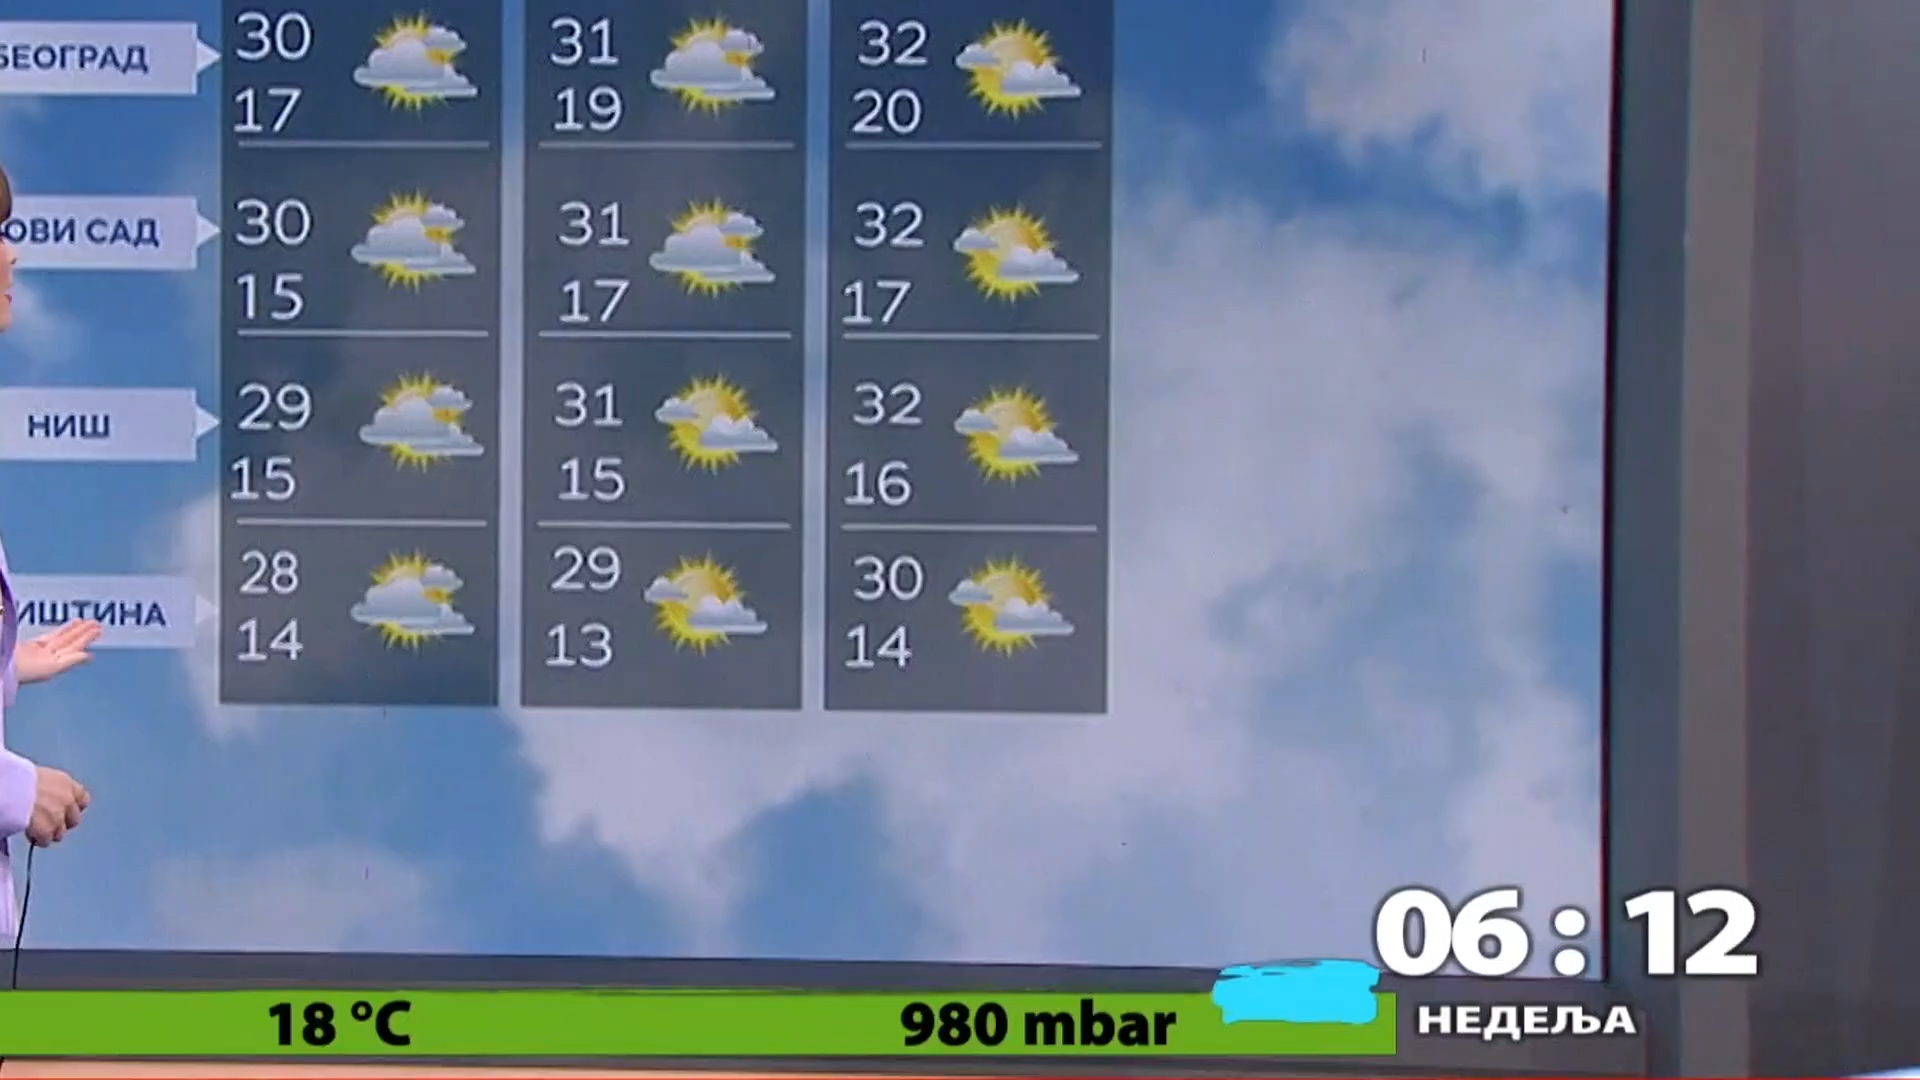 БЕОГРАД 30 31 32
17 19 20
ОВИ САД 30 31 32
15 17 17
НИШ 29 31 32
15 15 16
ИШТИНА 28 29 30
14 13 14
06:12
18 °C 980 mbar НЕДЕЉА